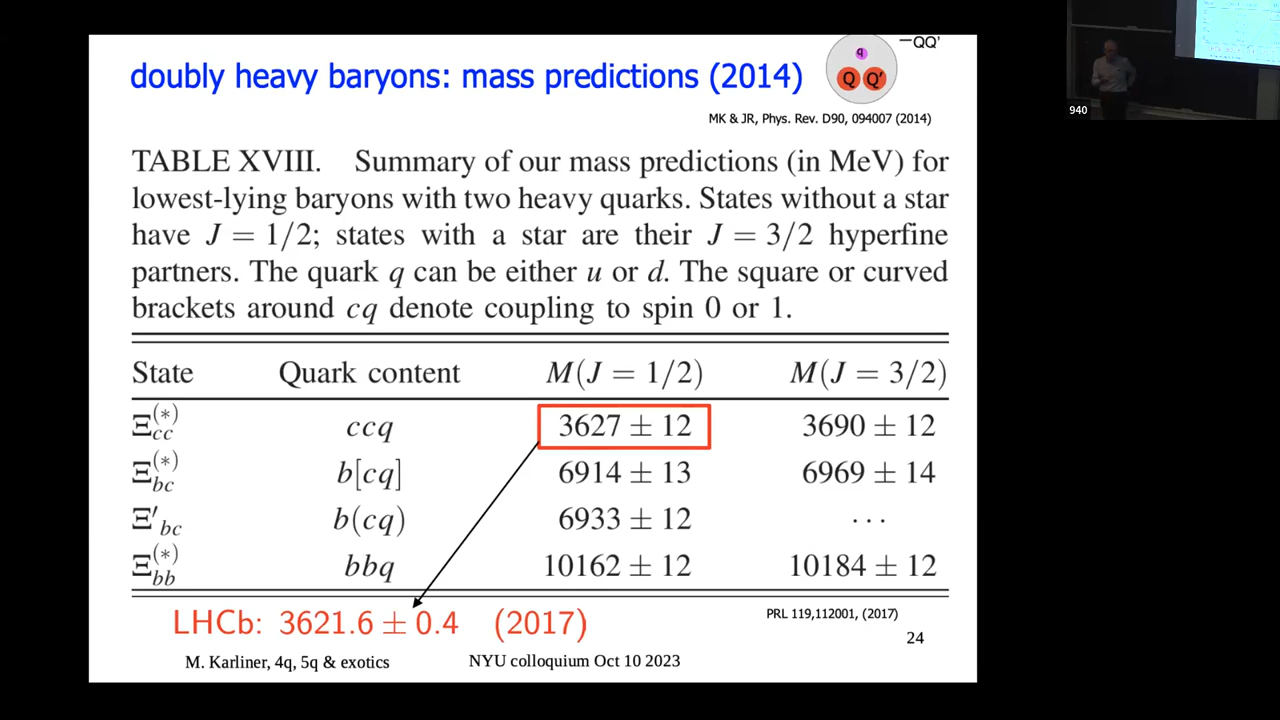 doubly heavy baryons: mass predictions (2014)
q
Q Q'
QQ'
MK & JR, Phys. Rev. D90, 094007 (2014)
TABLE XVIII. Summary of our mass predictions (in MeV) for
lowest-lying baryons with two heavy quarks. States without a star
have J = 1/2; states with a star are their J = 3/2 hyperfine
partners. The quark q can be either u or d. The square or curved
brackets around cq denote coupling to spin 0 or 1.
State Quark content M(J = 1/2) M(J = 3/2)
Ξcc(*) ccq 3627 ± 12 3690 ± 12
Ξbc(*) b[cq] 6914 ± 13 6969 ± 14
Ξ′bc b(cq) 6933 ± 12 ···
Ξbb(*) bbq 10162 ± 12 10184 ± 12
LHCb: 3621.6 ± 0.4 (2017)
PRL 119,112001, (2017)
24
M. Karliner, 4q, 5q & exotics NYU colloquium Oct 10 2023
940